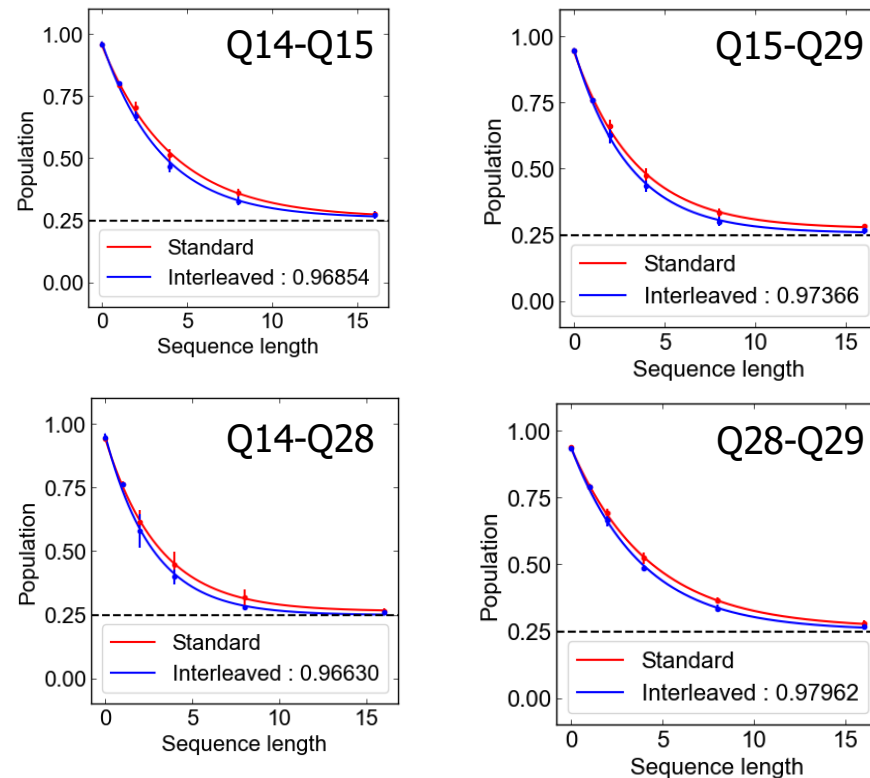 Q14-Q15
1.00
0.75
0.50
0.25
0.00
Population
Standard
Interleaved : 0.96854
0 5 10 15
Sequence length
Q15-Q29
1.00
0.75
0.50
0.25
0.00
Population
Standard
Interleaved : 0.97366
0 5 10 15
Sequence length
Q14-Q28
1.00
0.75
0.50
0.25
0.00
Population
Standard
Interleaved : 0.96630
0 5 10 15
Sequence length
Q28-Q29
1.00
0.75
0.50
0.25
0.00
Population
Standard
Interleaved : 0.97962
0 5 10 15
Sequence length